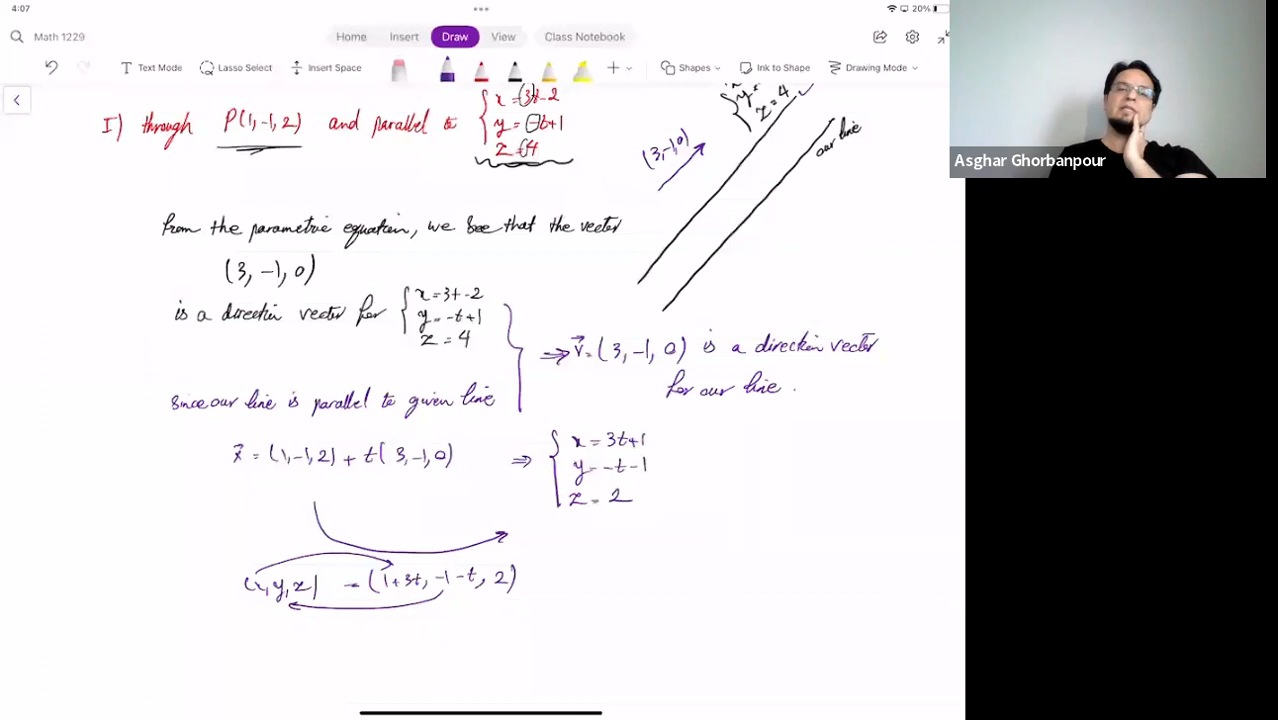 4:07
20%
Math 1229
Home Insert Draw View Class Notebook
Text Mode Lasso Select Insert Space Shapes Ink to Shape Drawing Mode
I) through P(1,-1,2) and parallel to { x = 3t-2
y = -t+1
z = 4
y=
z = 4
(3,-1,0)
our line
from the parametric equation, we see that the vector
(3, -1, 0)
is a direction vector for { x = 3t-2
y = -t+1
z = 4
⇒ v = (3, -1, 0) is a direction vector
for our line.
Since our line is parallel to given line
x = (1,-1,2) + t(3,-1,0) ⇒ { x = 3t+1
y = -t-1
z = 2
(x,y,z) = (1+3t, -1-t, 2)
Asghar Ghorbanpour